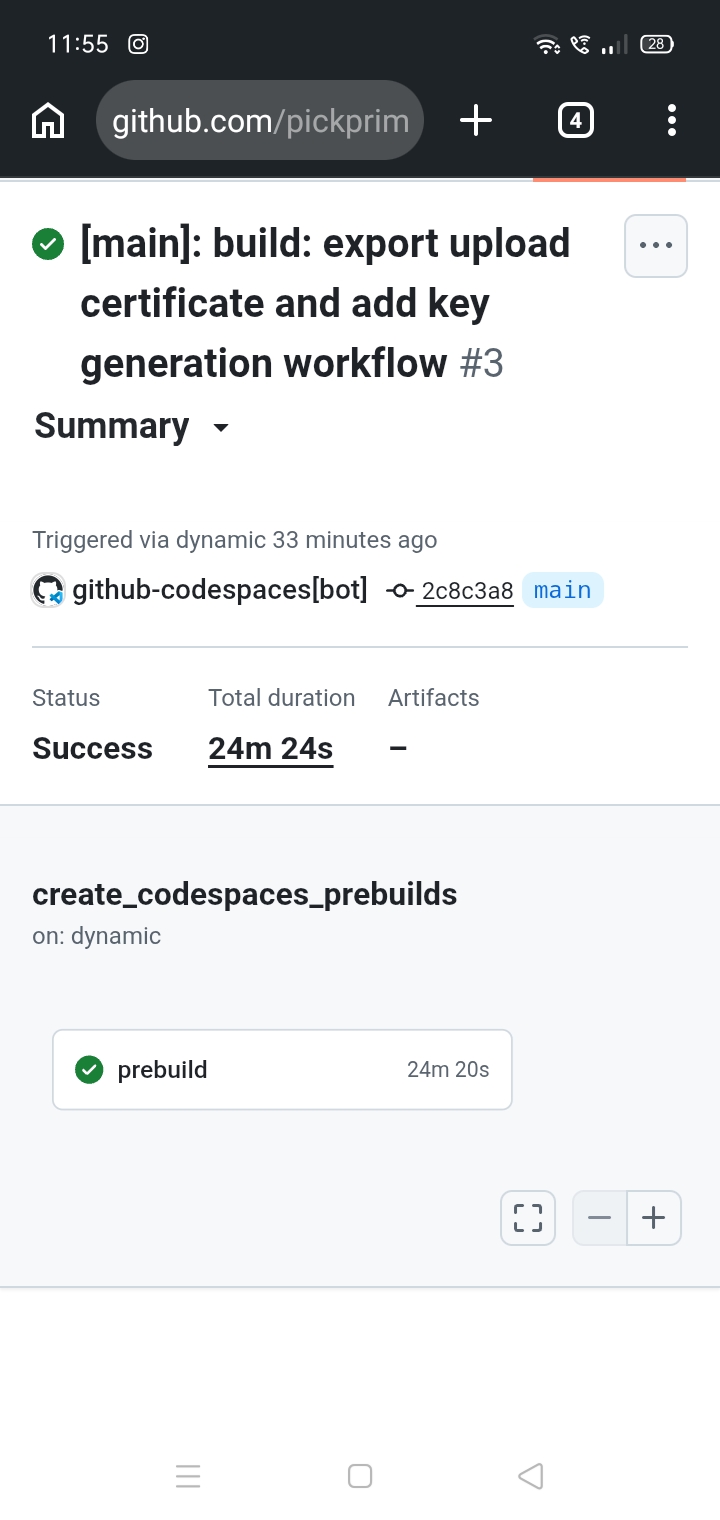 11:55
28
github.com/pickprim
4
[main]: build: export upload
certificate and add key
generation workflow #3
Summary
Triggered via dynamic 33 minutes ago
github-codespaces[bot] 2c8c3a8 main
Status Total duration Artifacts
Success 24m 24s –
create_codespaces_prebuilds
on: dynamic
prebuild 24m 20s